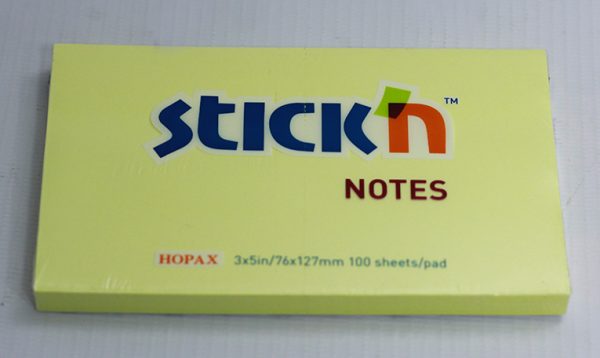 stick'n™
NOTES
HOPAX 3x5in/76x127mm 100 sheets/pad